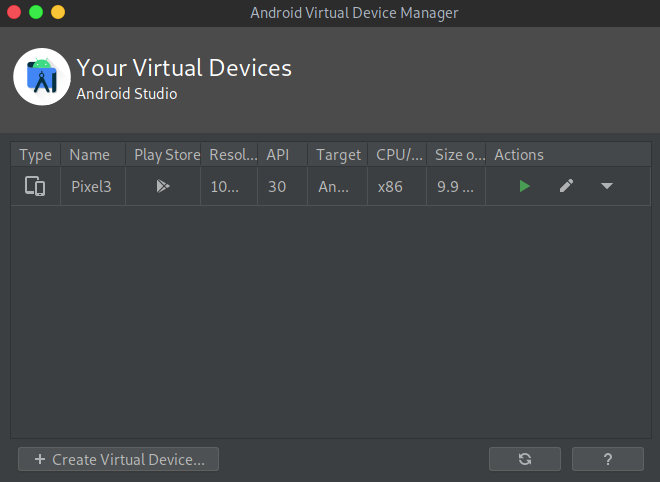 Android Virtual Device Manager
Your Virtual Devices
Android Studio
Type Name Play Store Resol... API Target CPU/... Size o... Actions
Pixel3 10... 30 An... x86 9.9 ...
+ Create Virtual Device... ?